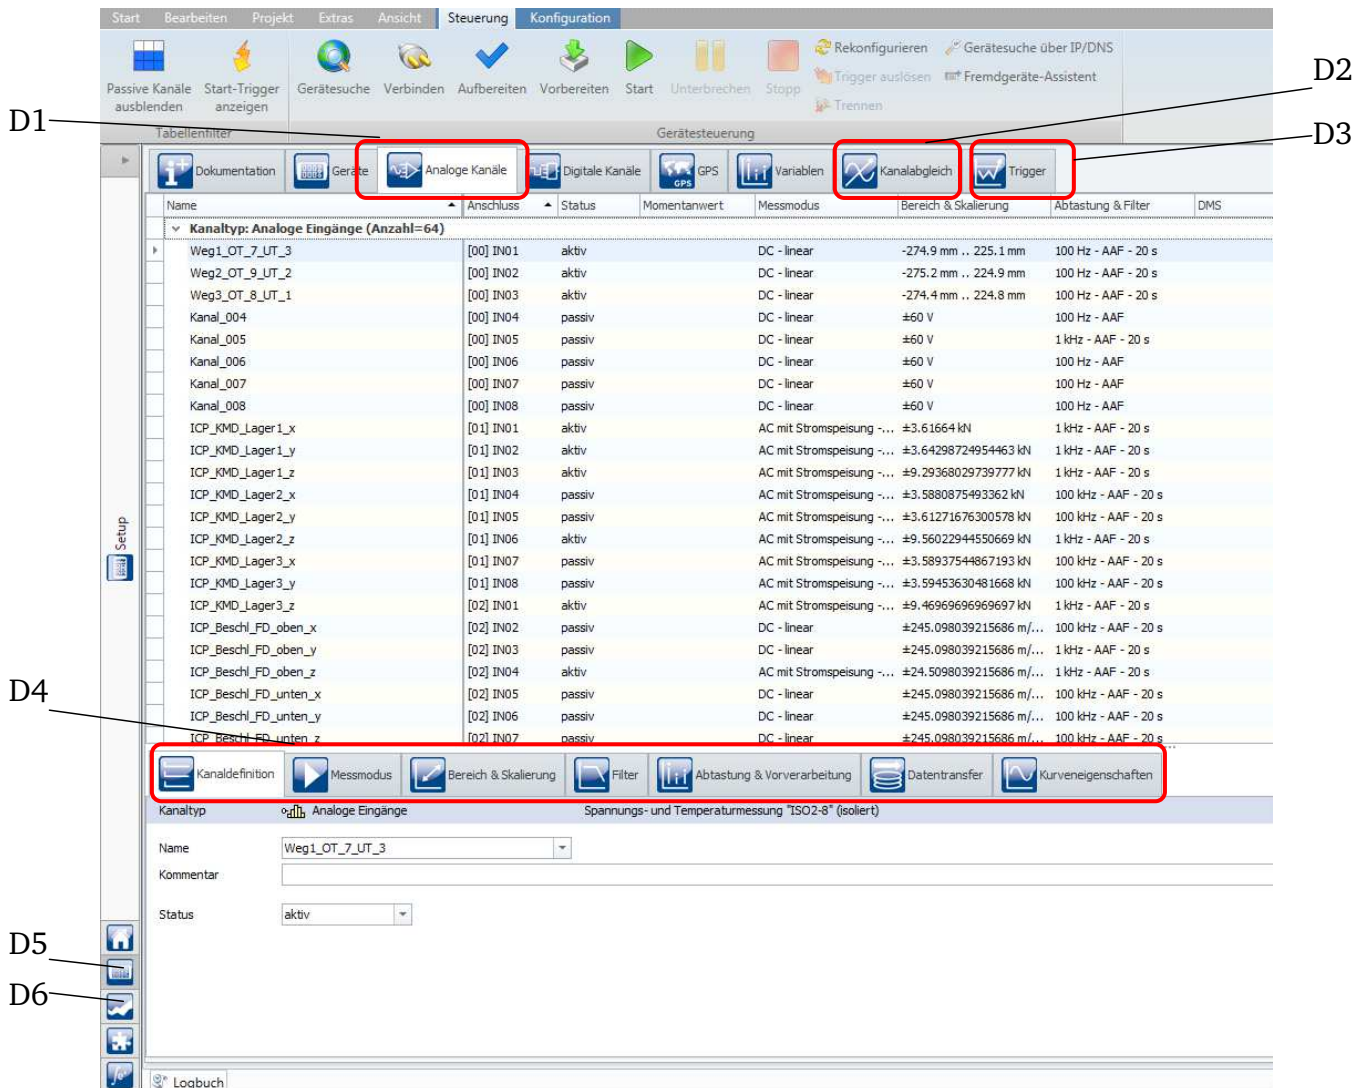 Start Bearbeiten Projekt Extras Ansicht Steuerung Konfiguration
Passive Kanäle ausblenden Start-Trigger anzeigen Gerätesuche Verbinden Aufbereiten Vorbereiten Start Unterbrechen Stopp
Rekonfigurieren Gerätesuche über IP/DNS
Trigger auslösen Fremdgeräte-Assistent
Trennen
Tabellenfilter Gerätesteuerung
D1
D2
D3
Dokumentation Geräte Analoge Kanäle Digitale Kanäle GPS GPS Variablen Kanalabgleich Trigger
Name Anschluss Status Momentanwert Messmodus Bereich & Skalierung Abtastung & Filter DMS
Kanaltyp: Analoge Eingänge (Anzahl=64)
Weg1_OT_7_UT_3 [00] IN01 aktiv DC - linear -274.9 mm .. 225.1 mm 100 Hz - AAF - 20 s
Weg2_OT_9_UT_2 [00] IN02 aktiv DC - linear -275.2 mm .. 224.9 mm 100 Hz - AAF - 20 s
Weg3_OT_8_UT_1 [00] IN03 aktiv DC - linear -274.4 mm .. 224.8 mm 100 Hz - AAF - 20 s
Kanal_004 [00] IN04 passiv DC - linear ±60 V 100 Hz - AAF
Kanal_005 [00] IN05 passiv DC - linear ±60 V 1 kHz - AAF - 20 s
Kanal_006 [00] IN06 passiv DC - linear ±60 V 100 Hz - AAF
Kanal_007 [00] IN07 passiv DC - linear ±60 V 100 Hz - AAF
Kanal_008 [00] IN08 passiv DC - linear ±60 V 100 Hz - AAF
ICP_KMD_Lager1_x [01] IN01 aktiv AC mit Stromspeisung -... ±3.61664 kN 1 kHz - AAF - 20 s
ICP_KMD_Lager1_y [01] IN02 aktiv AC mit Stromspeisung -... ±3.64298724954463 kN 1 kHz - AAF - 20 s
ICP_KMD_Lager1_z [01] IN03 aktiv AC mit Stromspeisung -... ±9.29368029739777 kN 1 kHz - AAF - 20 s
ICP_KMD_Lager2_x [01] IN04 passiv AC mit Stromspeisung -... ±3.5880875493362 kN 100 kHz - AAF - 20 s
ICP_KMD_Lager2_y [01] IN05 passiv AC mit Stromspeisung -... ±3.61271676300578 kN 100 kHz - AAF - 20 s
ICP_KMD_Lager2_z [01] IN06 aktiv AC mit Stromspeisung -... ±9.56022944550669 kN 1 kHz - AAF - 20 s
ICP_KMD_Lager3_x [01] IN07 passiv AC mit Stromspeisung -... ±3.58937544867193 kN 100 kHz - AAF - 20 s
ICP_KMD_Lager3_y [01] IN08 passiv AC mit Stromspeisung -... ±3.59453630481668 kN 100 kHz - AAF - 20 s
ICP_KMD_Lager3_z [02] IN01 aktiv AC mit Stromspeisung -... ±9.46969696969697 kN 1 kHz - AAF - 20 s
ICP_Beschl_FD_oben_x [02] IN02 passiv DC - linear ±245.098039215686 m/... 100 kHz - AAF - 20 s
ICP_Beschl_FD_oben_y [02] IN03 passiv DC - linear ±245.098039215686 m/... 1 kHz - AAF - 20 s
ICP_Beschl_FD_oben_z [02] IN04 aktiv AC mit Stromspeisung -... ±24.5098039215686 m/... 1 kHz - AAF - 20 s
ICP_Beschl_FD_unten_x [02] IN05 passiv DC - linear ±245.098039215686 m/... 100 kHz - AAF - 20 s
ICP_Beschl_FD_unten_y [02] IN06 passiv DC - linear ±245.098039215686 m/... 100 kHz - AAF - 20 s
ICP_Beschl_FD_unten_z [02] IN07 passiv DC - linear ±245.098039215686 m/... 100 kHz - AAF - 20 s
Setup
D4
Kanaldefinition Messmodus Bereich & Skalierung Filter Abtastung & Vorverarbeitung Datentransfer Kurveneigenschaften
Kanaltyp Analoge Eingänge Spannungs- und Temperaturmessung "ISO2-8" (isoliert)
Name Weg1_OT_7_UT_3
Kommentar
Status aktiv
D5
D6
Logbuch